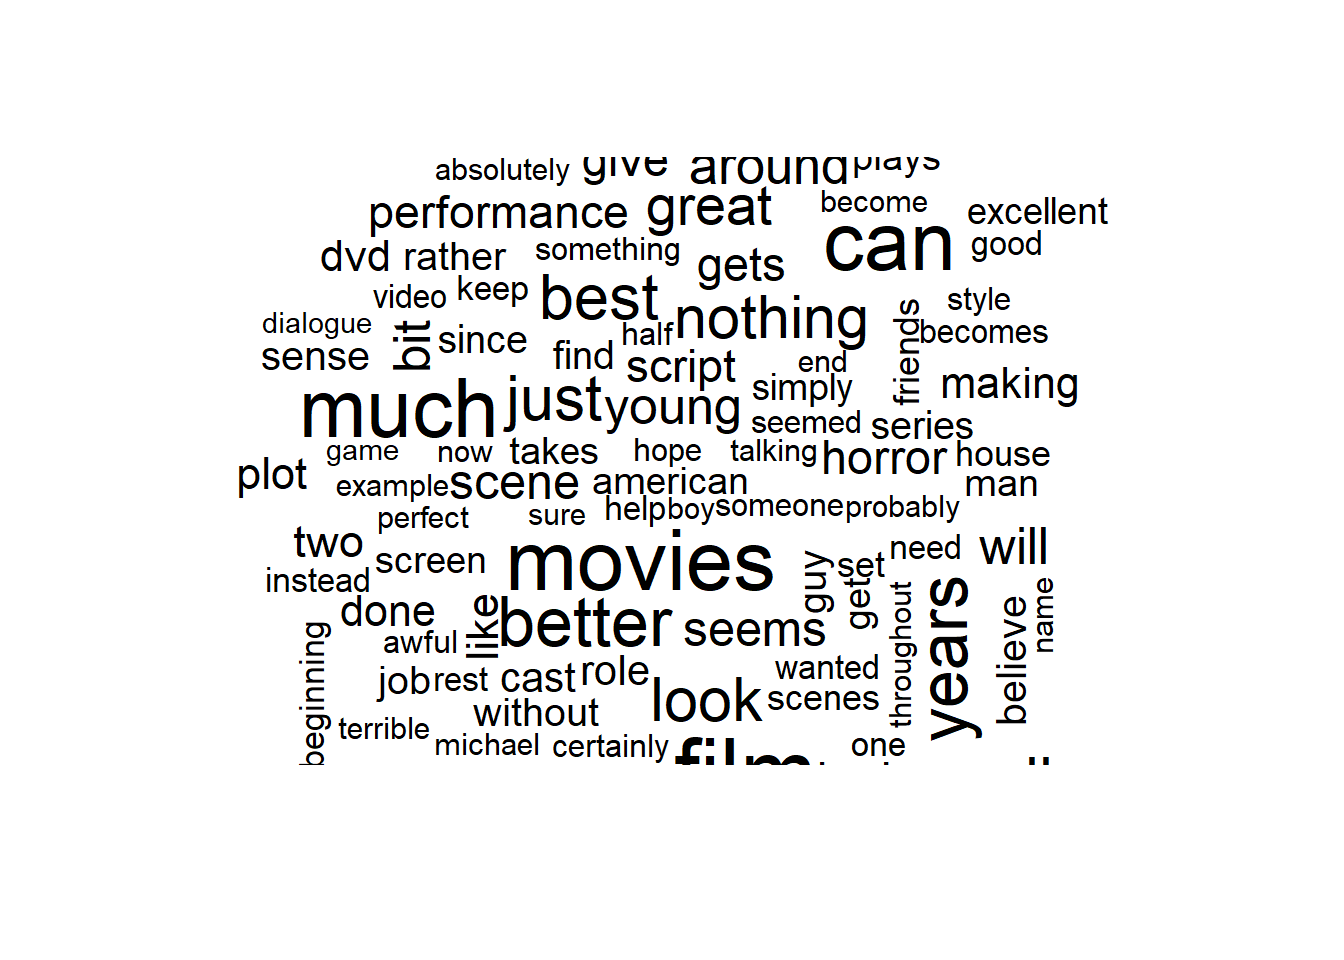 absolutely give around plays
performance great become excellent
dvd rather something gets can good
video keep best nothing friends style
dialogue bit since half becomes
sense find script end
much just young simply making
seemed series
game now takes hope talking horror house
plot example scene american man
perfect sure help boy someone probably
two screen movies guy set need will
instead get throughout years name
done like better seems believe
awful
beginning job rest cast role wanted
without look scenes
terrible
michael certainly film one